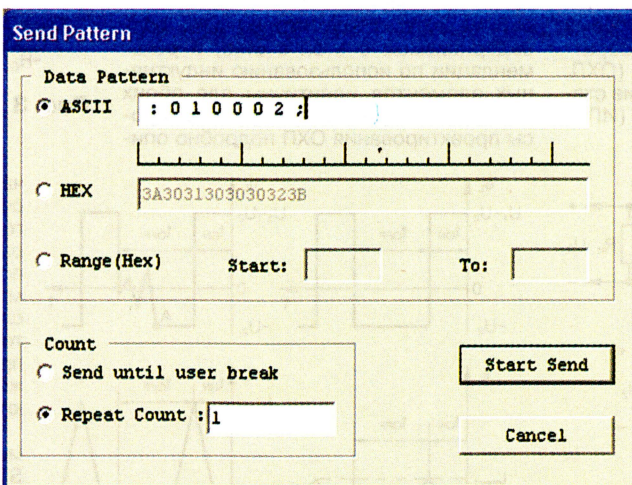 Send Pattern
Data Pattern
ASCII : 0 1 0 0 0 2 ;
HEX 3A3031303030323B
Range(Hex) Start: To:
Count
Send until user break
Repeat Count : 1
Start Send
Cancel